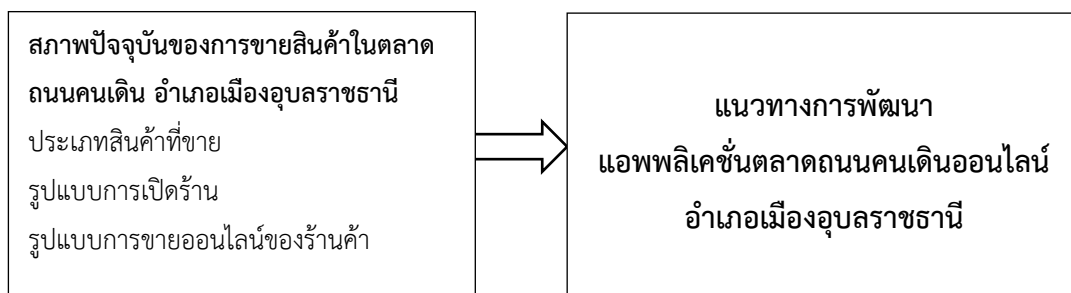 สภาพปัจจุบันของการขายสินค้าในตลาด
ถนนคนเดิน อำเภอเมืองอุบลราชธานี
ประเภทสินค้าที่ขาย
รูปแบบการเปิดร้าน
รูปแบบการขายออนไลน์ของร้านค้า
แนวทางการพัฒนา
แอพพลิเคชั่นตลาดถนนคนเดินออนไลน์
อำเภอเมืองอุบลราชธานี